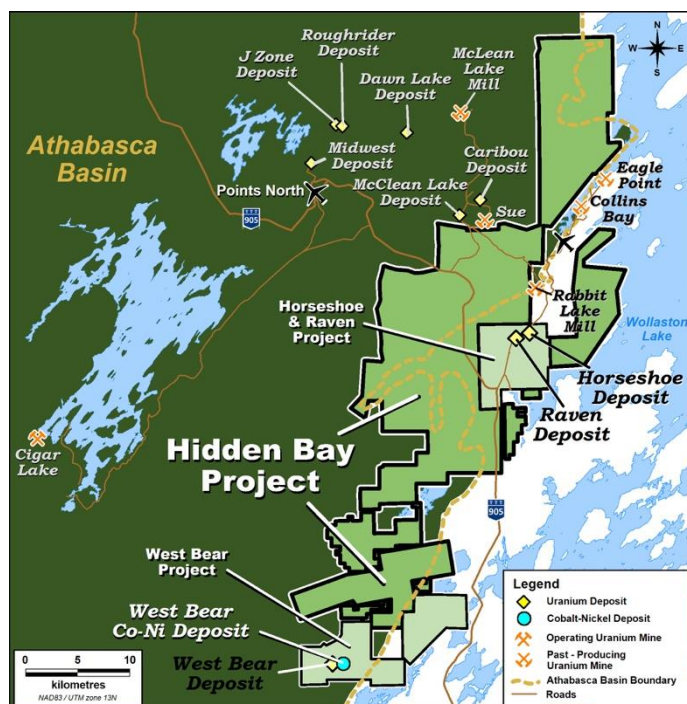 Roughrider
Deposit
J Zone
Deposit
Dawn Lake
Deposit
McLean
Lake
Mill
N
W
E
S
Athabasca
Basin
Midwest
Deposit
Caribou
Deposit
Eagle
Point
Points North
McClean Lake
Deposit
Collins
Bay
905
Sue
Horseshoe
& Raven
Project
Rabbit
Lake
Mill
Wollaston
Lake
Horseshoe
Deposit
Raven
Deposit
Cigar
Lake
Hidden Bay
Project
905
West Bear
Project
West Bear
Co-Ni Deposit
West Bear
Deposit
0 5 10
kilometres
NAD83 / UTM zone 13N
Legend
Uranium Deposit
Cobalt-Nickel Deposit
Operating Uranium Mine
Past - Producing
Uranium Mine
Athabasca Basin Boundary
Roads